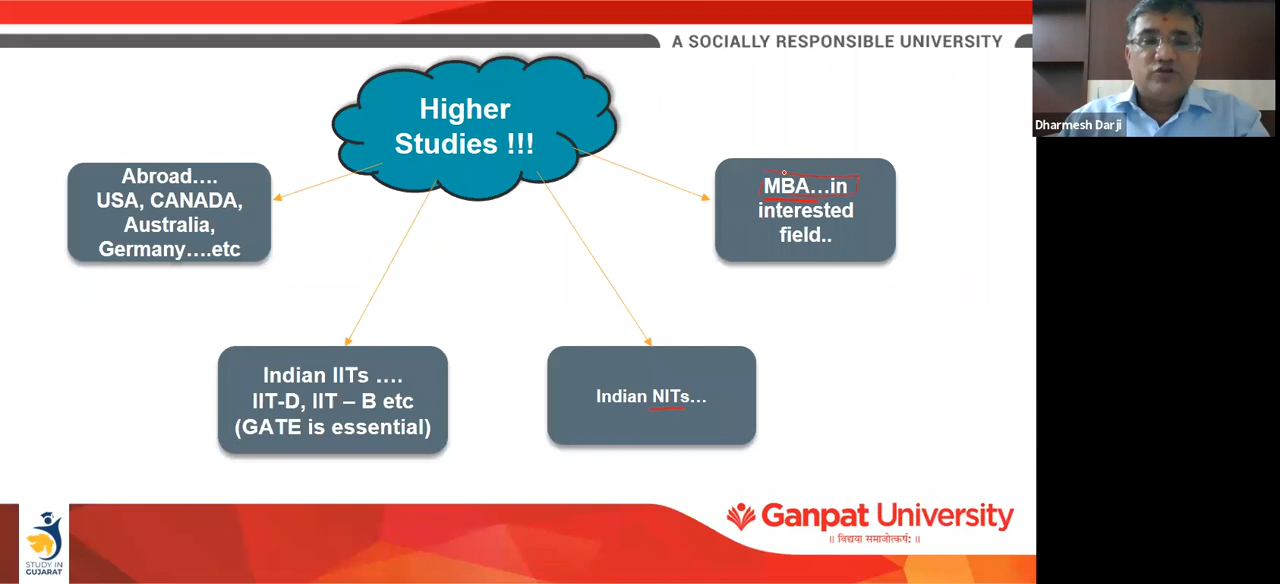 A SOCIALLY RESPONSIBLE UNIVERSITY
Dharmesh Darji
Higher
Studies !!!
Abroad....
USA, CANADA,
Australia,
Germany....etc
MBA...in
interested
field..
Indian IITs ....
IIT-D, IIT – B etc
(GATE is essential)
Indian NITs...
STUDY IN
GUJARAT
Ganpat University
॥ विद्यया समाजोत्कर्ष: ॥